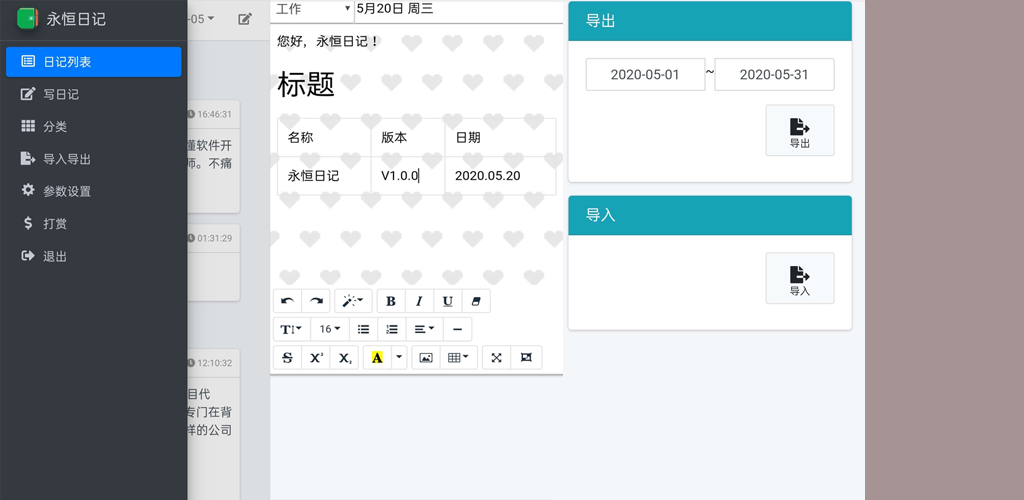 永恒日记
日记列表
写日记
分类
导入导出
参数设置
打赏
退出
-05
16:46:31
懂软件开
师。不痛
01:31:29
12:10:32
目代
专门在背
样的公司
工作
5月20日 周三
您好，永恒日记！
标题
名称 版本 日期
永恒日记 V1.0.0 2020.05.20
B I U
16
S X² X₂ A
导出
2020-05-01 ~ 2020-05-31
导出
导入
导入